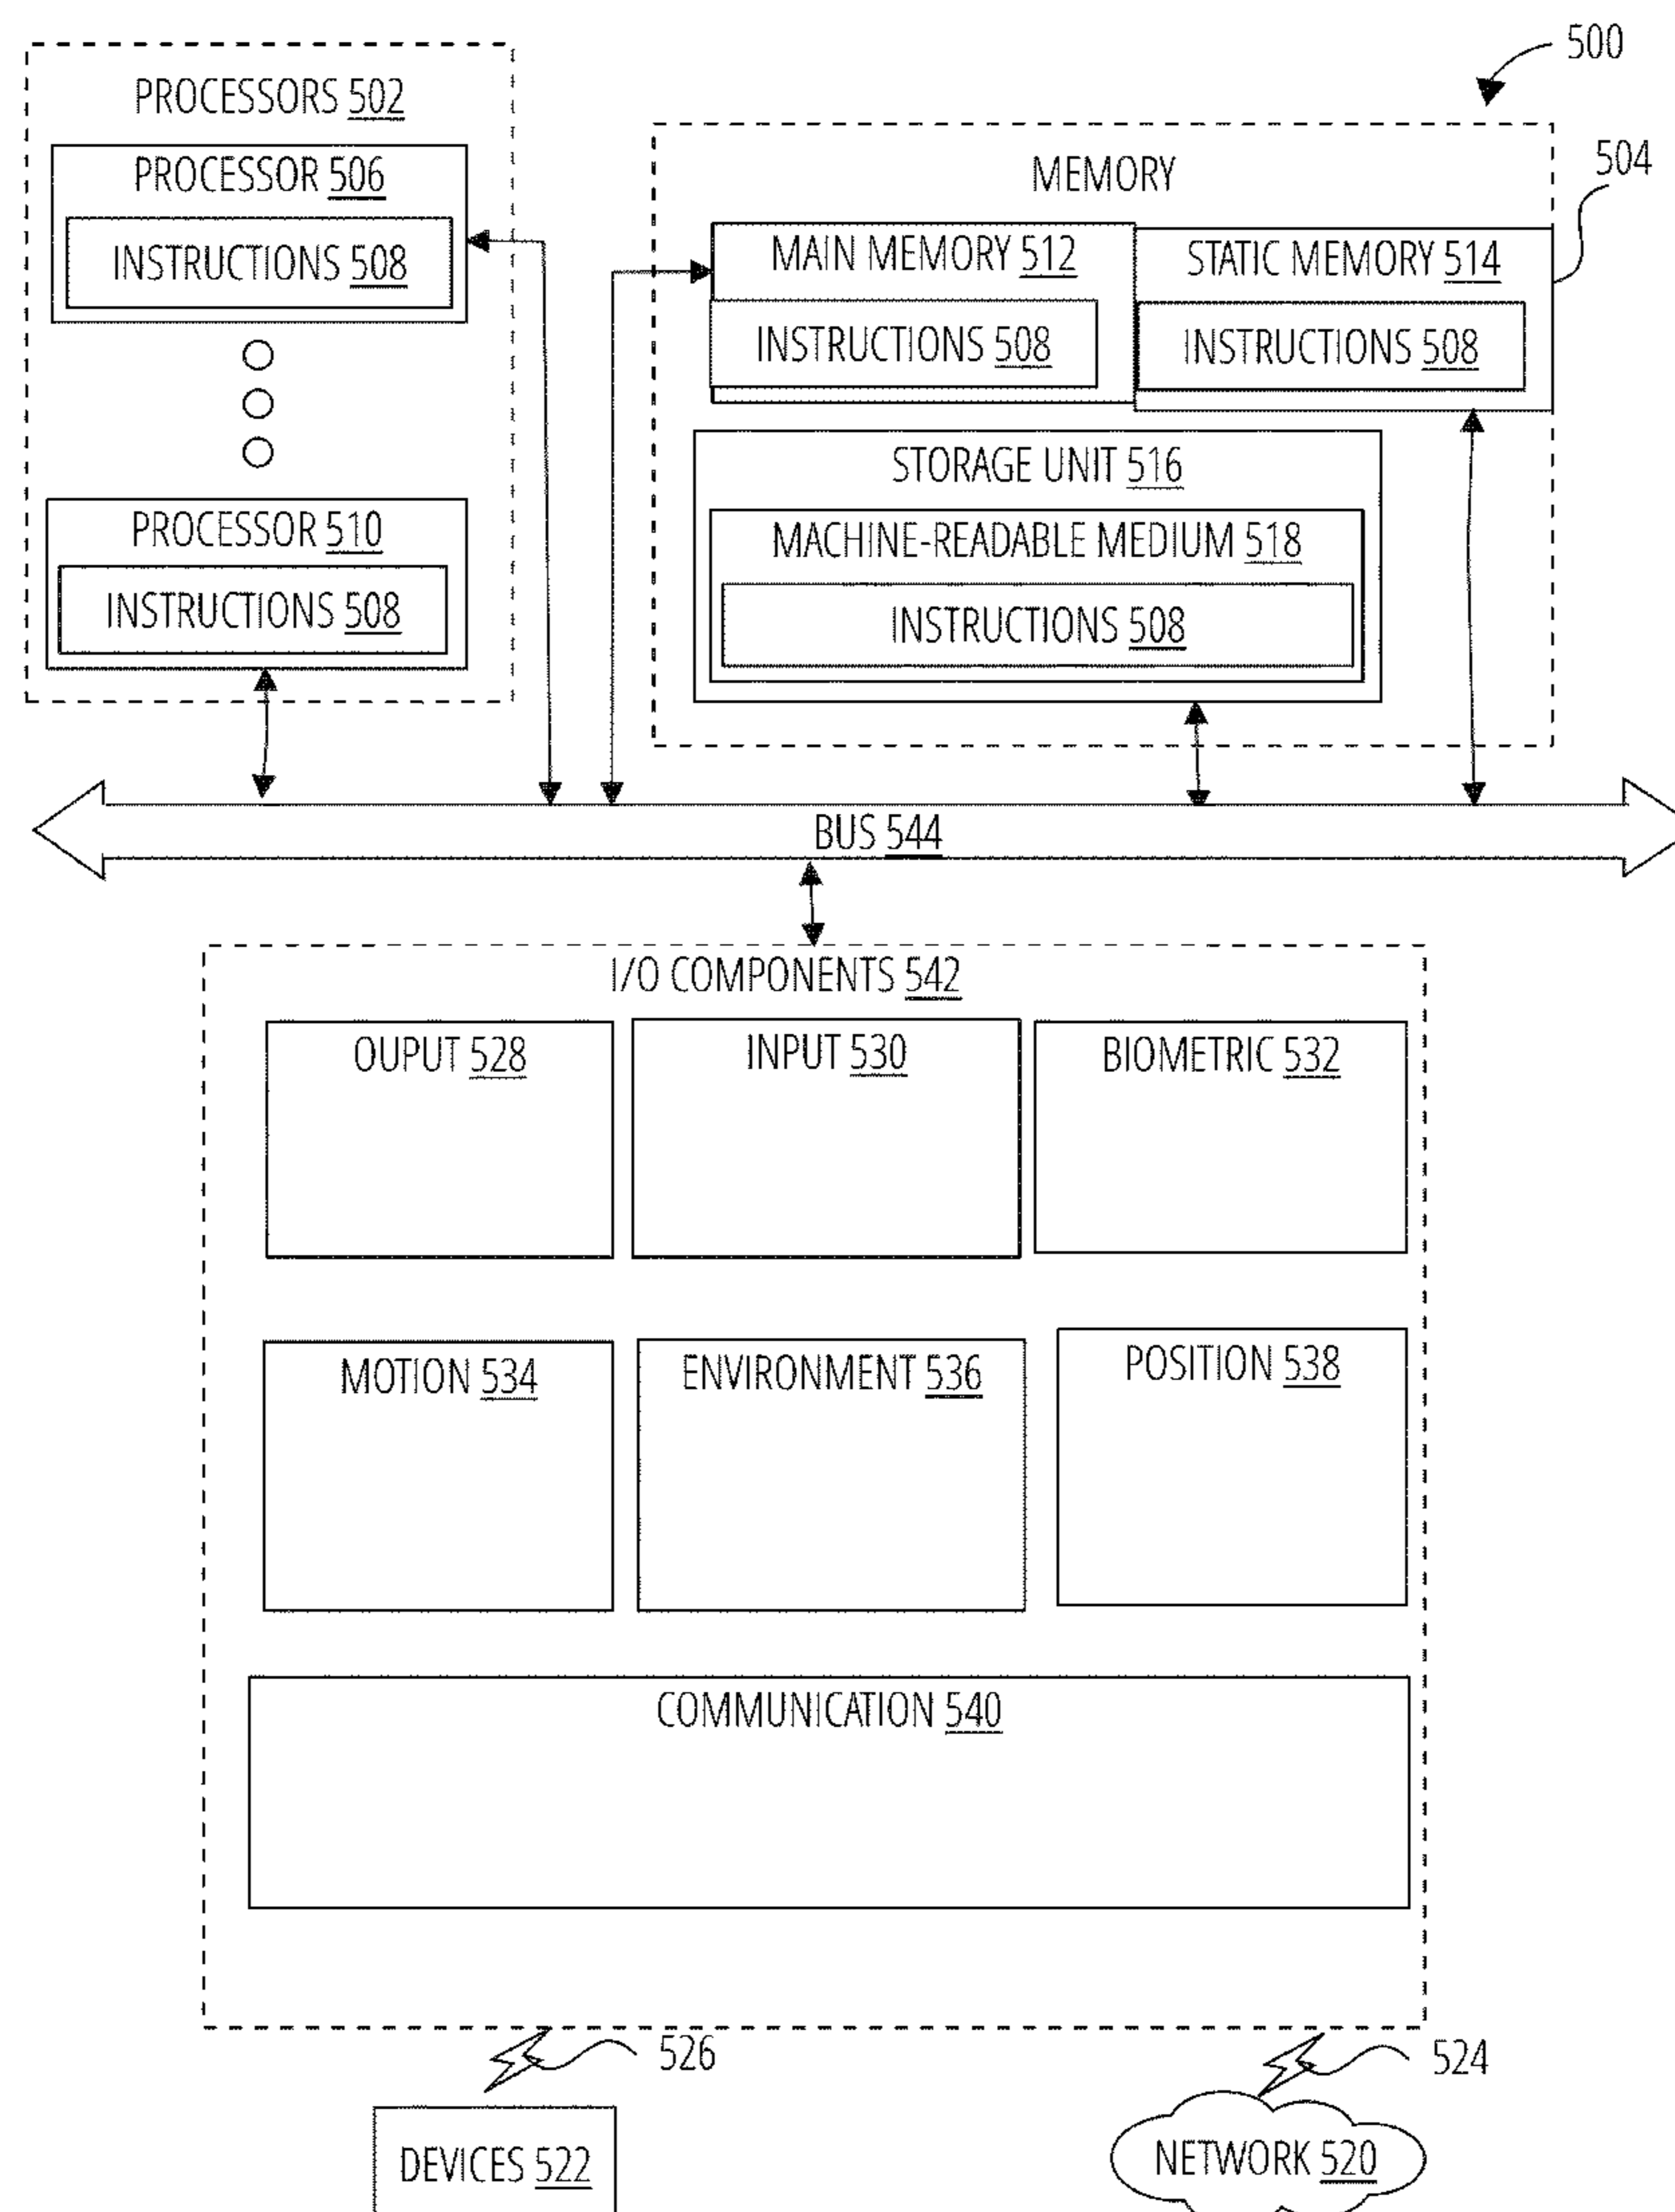 500
PROCESSORS 502
PROCESSOR 506
INSTRUCTIONS 508
PROCESSOR 510
INSTRUCTIONS 508
504
MEMORY
MAIN MEMORY 512
INSTRUCTIONS 508
STATIC MEMORY 514
INSTRUCTIONS 508
STORAGE UNIT 516
MACHINE-READABLE MEDIUM 518
INSTRUCTIONS 508
BUS 544
I/O COMPONENTS 542
OUPUT 528
INPUT 530
BIOMETRIC 532
MOTION 534
ENVIRONMENT 536
POSITION 538
COMMUNICATION 540
526
524
DEVICES 522
NETWORK 520